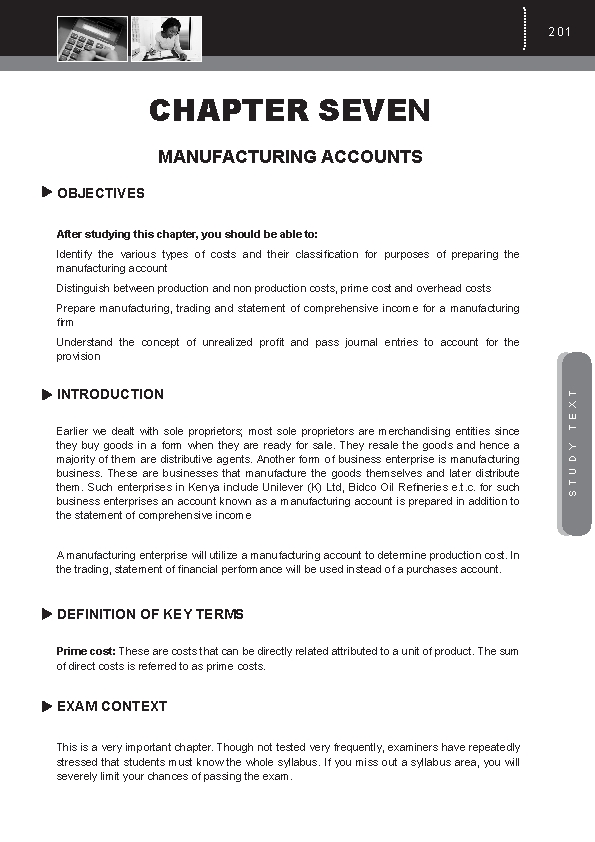 201
CHAPTER SEVEN
MANUFACTURING ACCOUNTS
OBJECTIVES
After studying this chapter, you should be able to:
Identify the various types of costs and their classification for purposes of preparing the
manufacturing account
Distinguish between production and non production costs, prime cost and overhead costs
Prepare manufacturing, trading and statement of comprehensive income for a manufacturing
firm
Understand the concept of unrealized profit and pass journal entries to account for the
provision
INTRODUCTION
Earlier we dealt with sole proprietors; most sole proprietors are merchandising entities since
they buy goods in a form when they are ready for sale. They resale the goods and hence a
majority of them are distributive agents. Another form of business enterprise is manufacturing
business. These are businesses that manufacture the goods themselves and later distribute
them. Such enterprises in Kenya include Unilever (K) Ltd, Bidco Oil Refineries e.t.c. for such
business enterprises an account known as a manufacturing account is prepared in addition to
the statement of comprehensive income
A manufacturing enterprise will utilize a manufacturing account to determine production cost. In
the trading, statement of financial performance will be used instead of a purchases account.
DEFINITION OF KEY TERMS
Prime cost: These are costs that can be directly related attributed to a unit of product. The sum
of direct costs is referred to as prime costs.
EXAM CONTEXT
This is a very important chapter. Though not tested very frequently, examiners have repeatedly
stressed that students must know the whole syllabus. If you miss out a syllabus area, you will
severely limit your chances of passing the exam.
STUDY TEXT